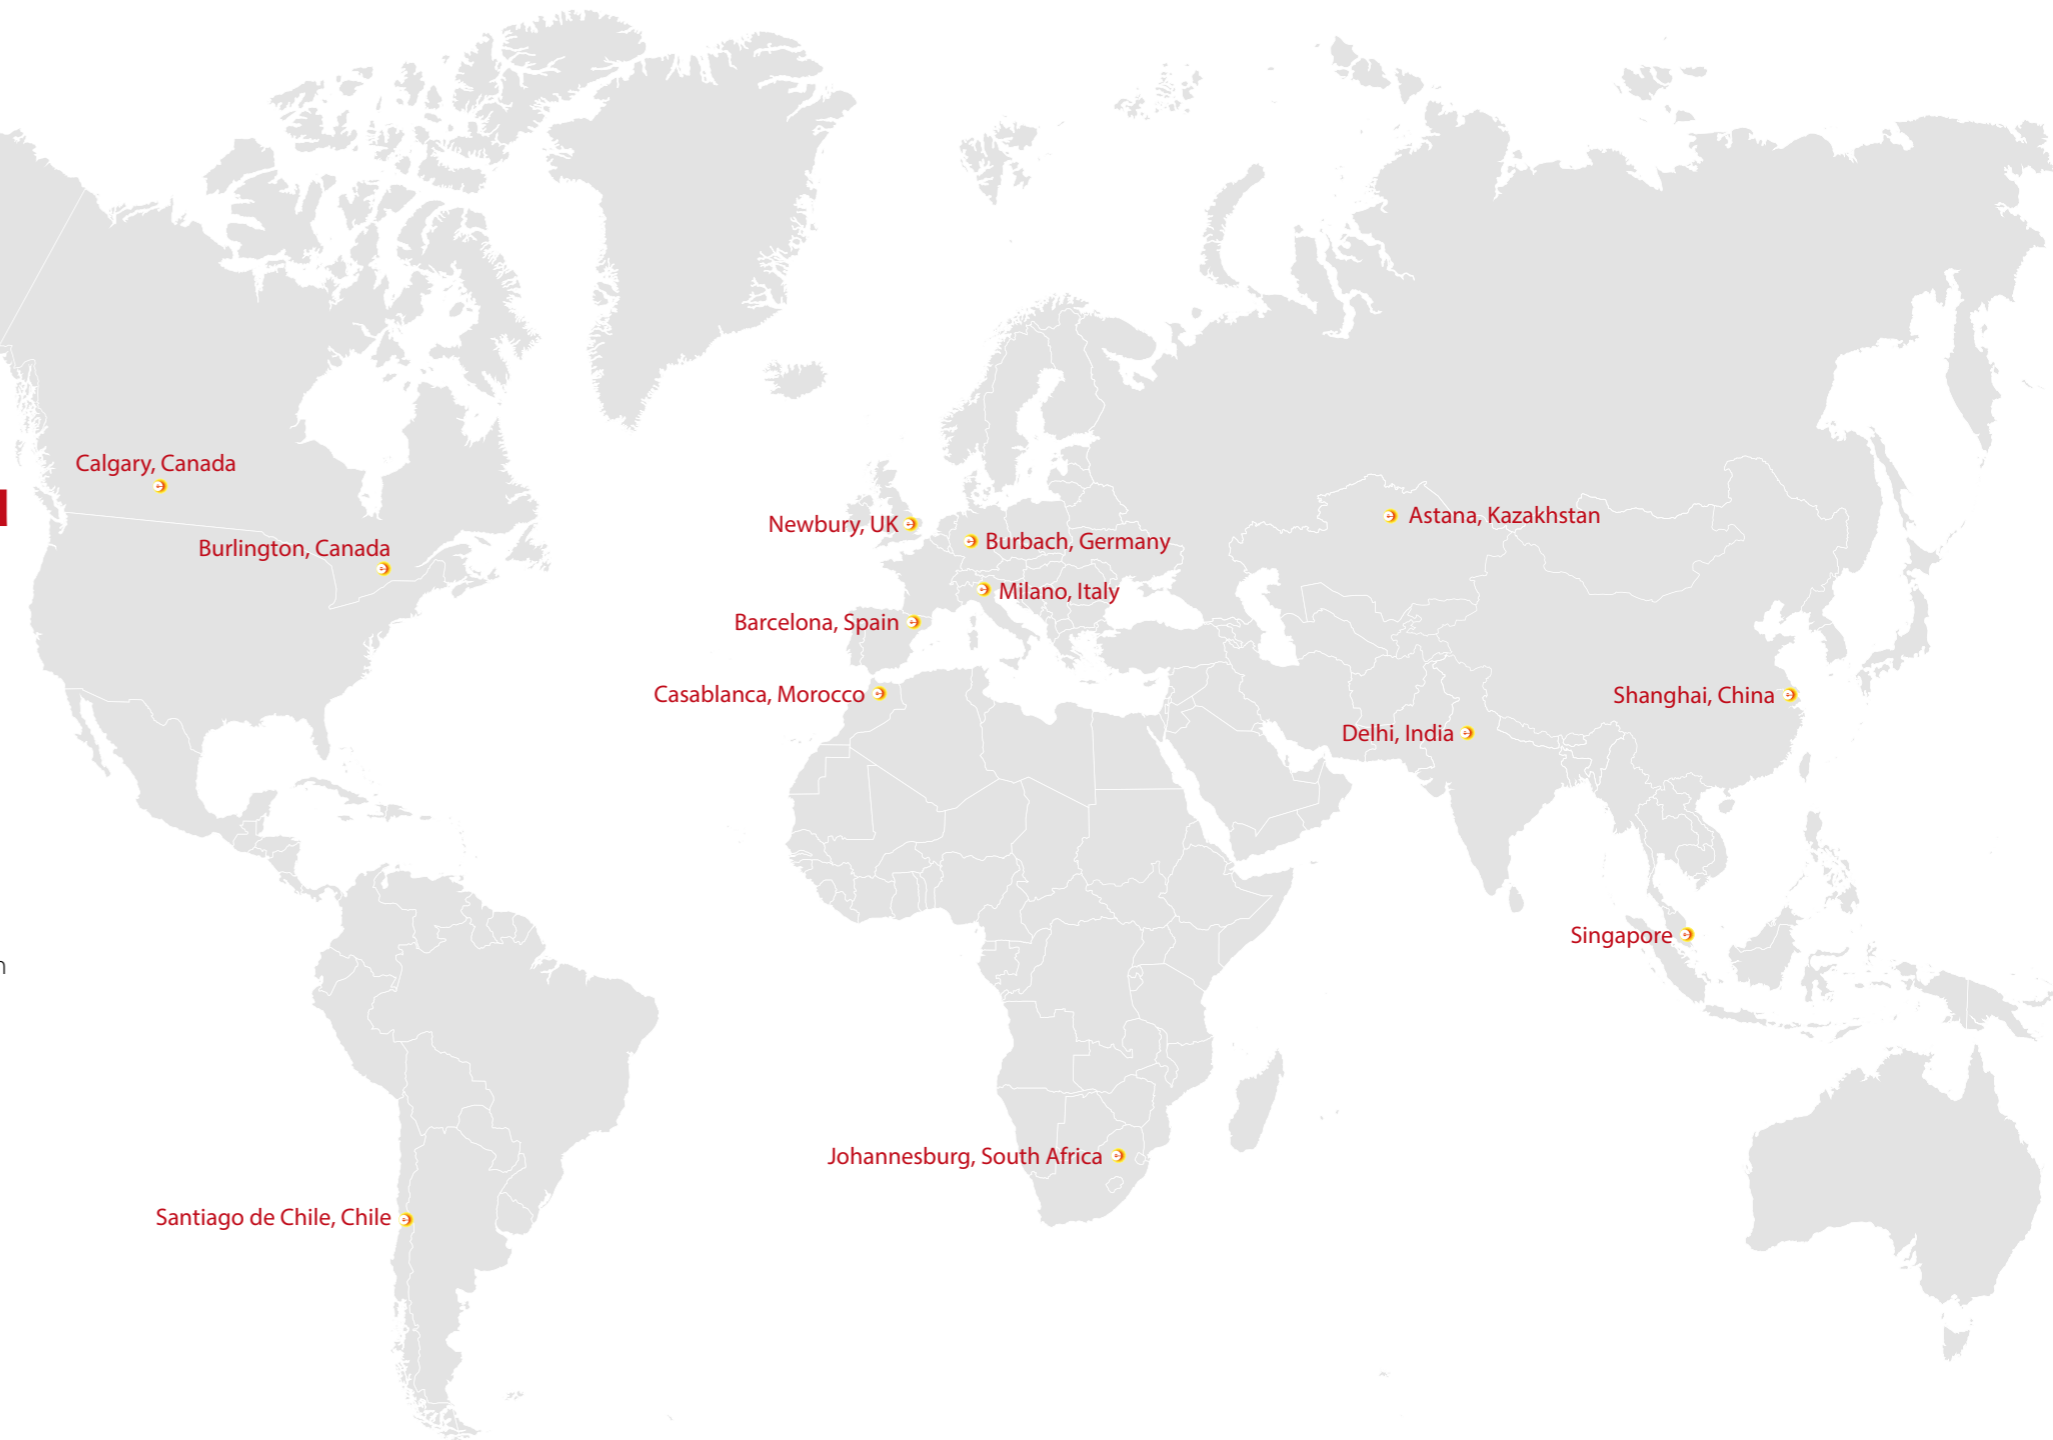 Calgary, Canada
Burlington, Canada
Newbury, UK
Astana, Kazakhstan
Burbach, Germany
Milano, Italy
Barcelona, Spain
Casablanca, Morocco
Shanghai, China
Delhi, India
Singapore
n
Johannesburg, South Africa
Santiago de Chile, Chile